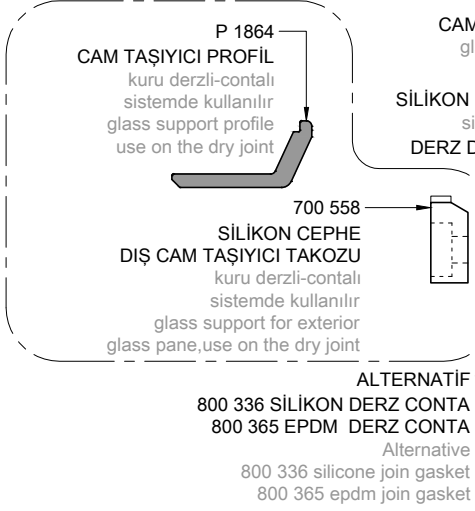 P 1864
CAM TAŞIYICI PROFİL
kuru derzli-contalı
sistemde kullanılır
glass support profile
use on the dry joint
CAM
gl
SİLİKON
si
DERZ D
700 558
SİLİKON CEPHE
DIŞ CAM TAŞIYICI TAKOZU
kuru derzli-contalı
sistemde kullanılır
glass support for exterior
glass pane,use on the dry joint
ALTERNATİF
800 336 SİLİKON DERZ CONTA
800 365 EPDM DERZ CONTA
Alternative
800 336 silicone join gasket
800 365 epdm join gasket